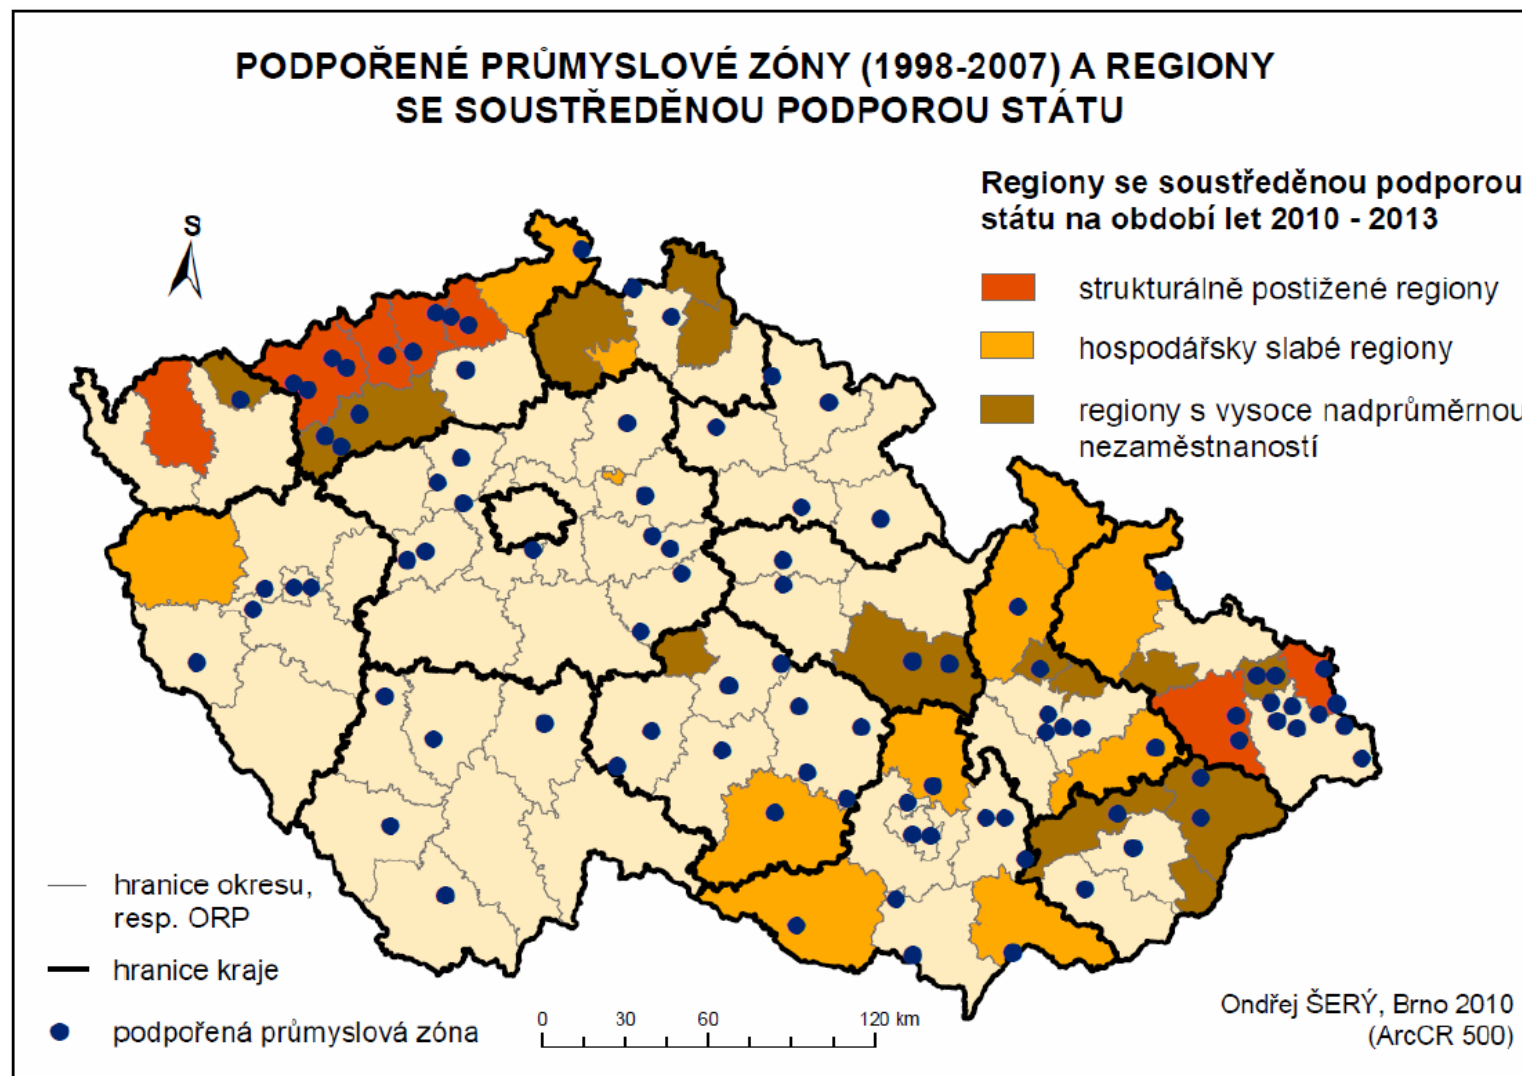 PODPOŘENÉ PRŮMYSLOVÉ ZÓNY (1998-2007) A REGIONY
SE SOUSTŘEDĚNOU PODPOROU STÁTU
Regiony se soustředěnou podporou
státu na období let 2010 - 2013
strukturálně postižené regiony
hospodářsky slabé regiony
regiony s vysoce nadprůměrnou
nezaměstnaností
S
hranice okresu,
resp. ORP
hranice kraje
podpořená průmyslová zóna
0 30 60 120 km
Ondřej ŠERÝ, Brno 2010
(ArcCR 500)